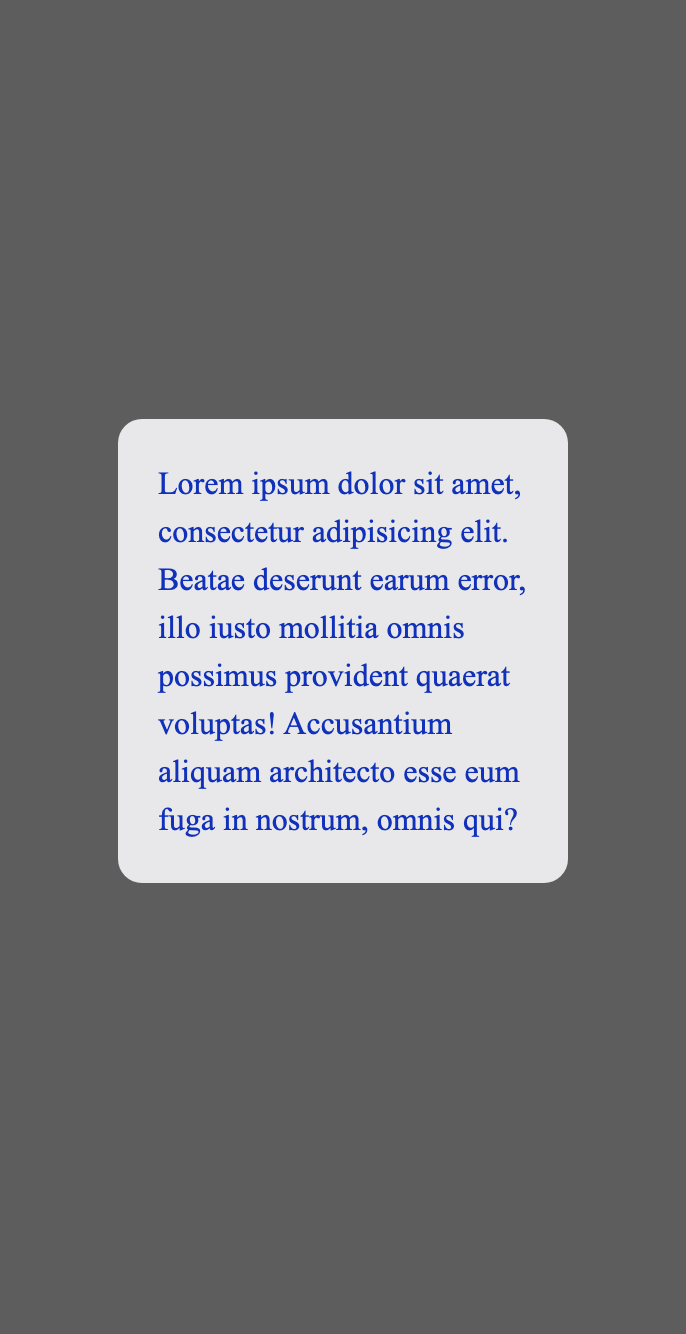 Lorem ipsum dolor sit amet,
consectetur adipisicing elit.
Beatae deserunt earum error,
illo iusto mollitia omnis
possimus provident quaerat
voluptas! Accusantium
aliquam architecto esse eum
fuga in nostrum, omnis qui?